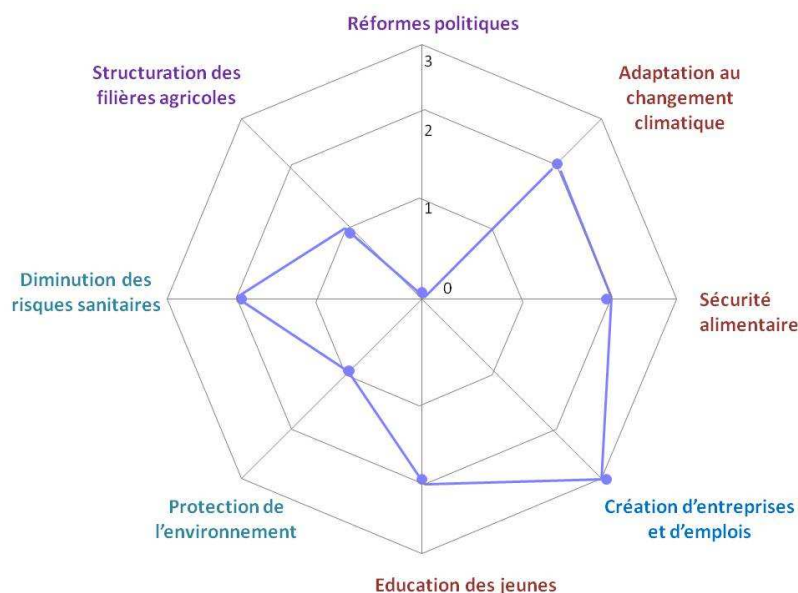 Réformes politiques
3
2
1
0
Adaptation au
changement
climatique
Sécurité
alimentaire
Création d'entreprises
et d'emplois
Education des jeunes
Protection de
l'environnement
Diminution des
risques sanitaires
Structuration des
filières agricoles